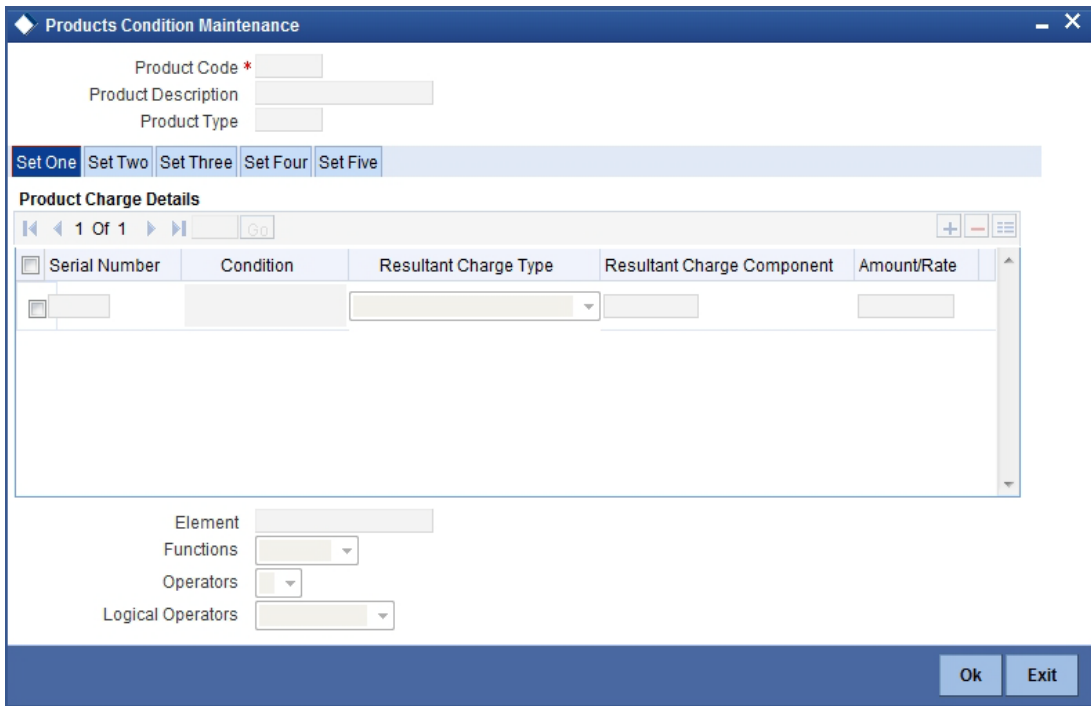 Products Condition Maintenance
Product Code *
Product Description
Product Type
Set One Set Two Set Three Set Four Set Five
Product Charge Details
1 Of 1 Go
Serial Number Condition Resultant Charge Type Resultant Charge Component Amount/Rate
Element
Functions
Operators
Logical Operators
Ok Exit